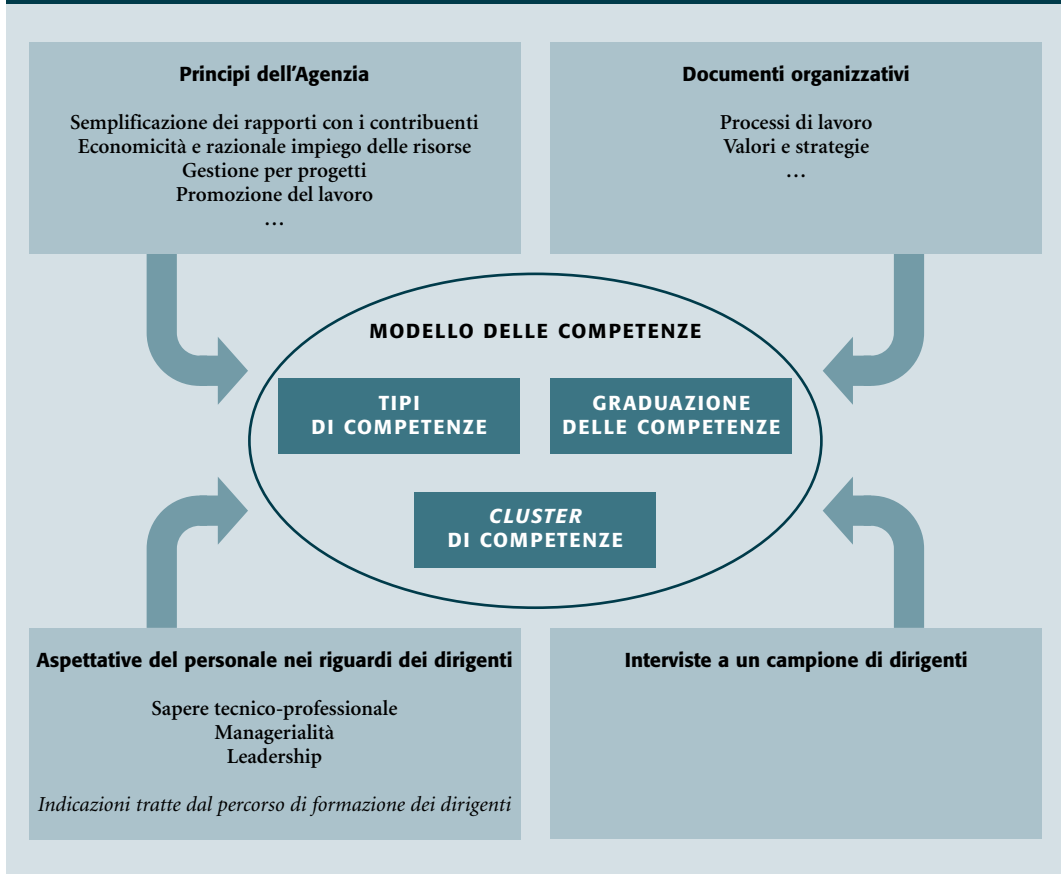 Principi dell'Agenzia
Semplificazione dei rapporti con i contribuenti
Economicità e razionale impiego delle risorse
Gestione per progetti
Promozione del lavoro
…
Documenti organizzativi
Processi di lavoro
Valori e strategie
…
MODELLO DELLE COMPETENZE
TIPI
DI COMPETENZE
GRADUAZIONE
DELLE COMPETENZE
CLUSTER
DI COMPETENZE
Aspettative del personale nei riguardi dei dirigenti
Sapere tecnico-professionale
Managerialità
Leadership
Indicazioni tratte dal percorso di formazione dei dirigenti
Interviste a un campione di dirigenti